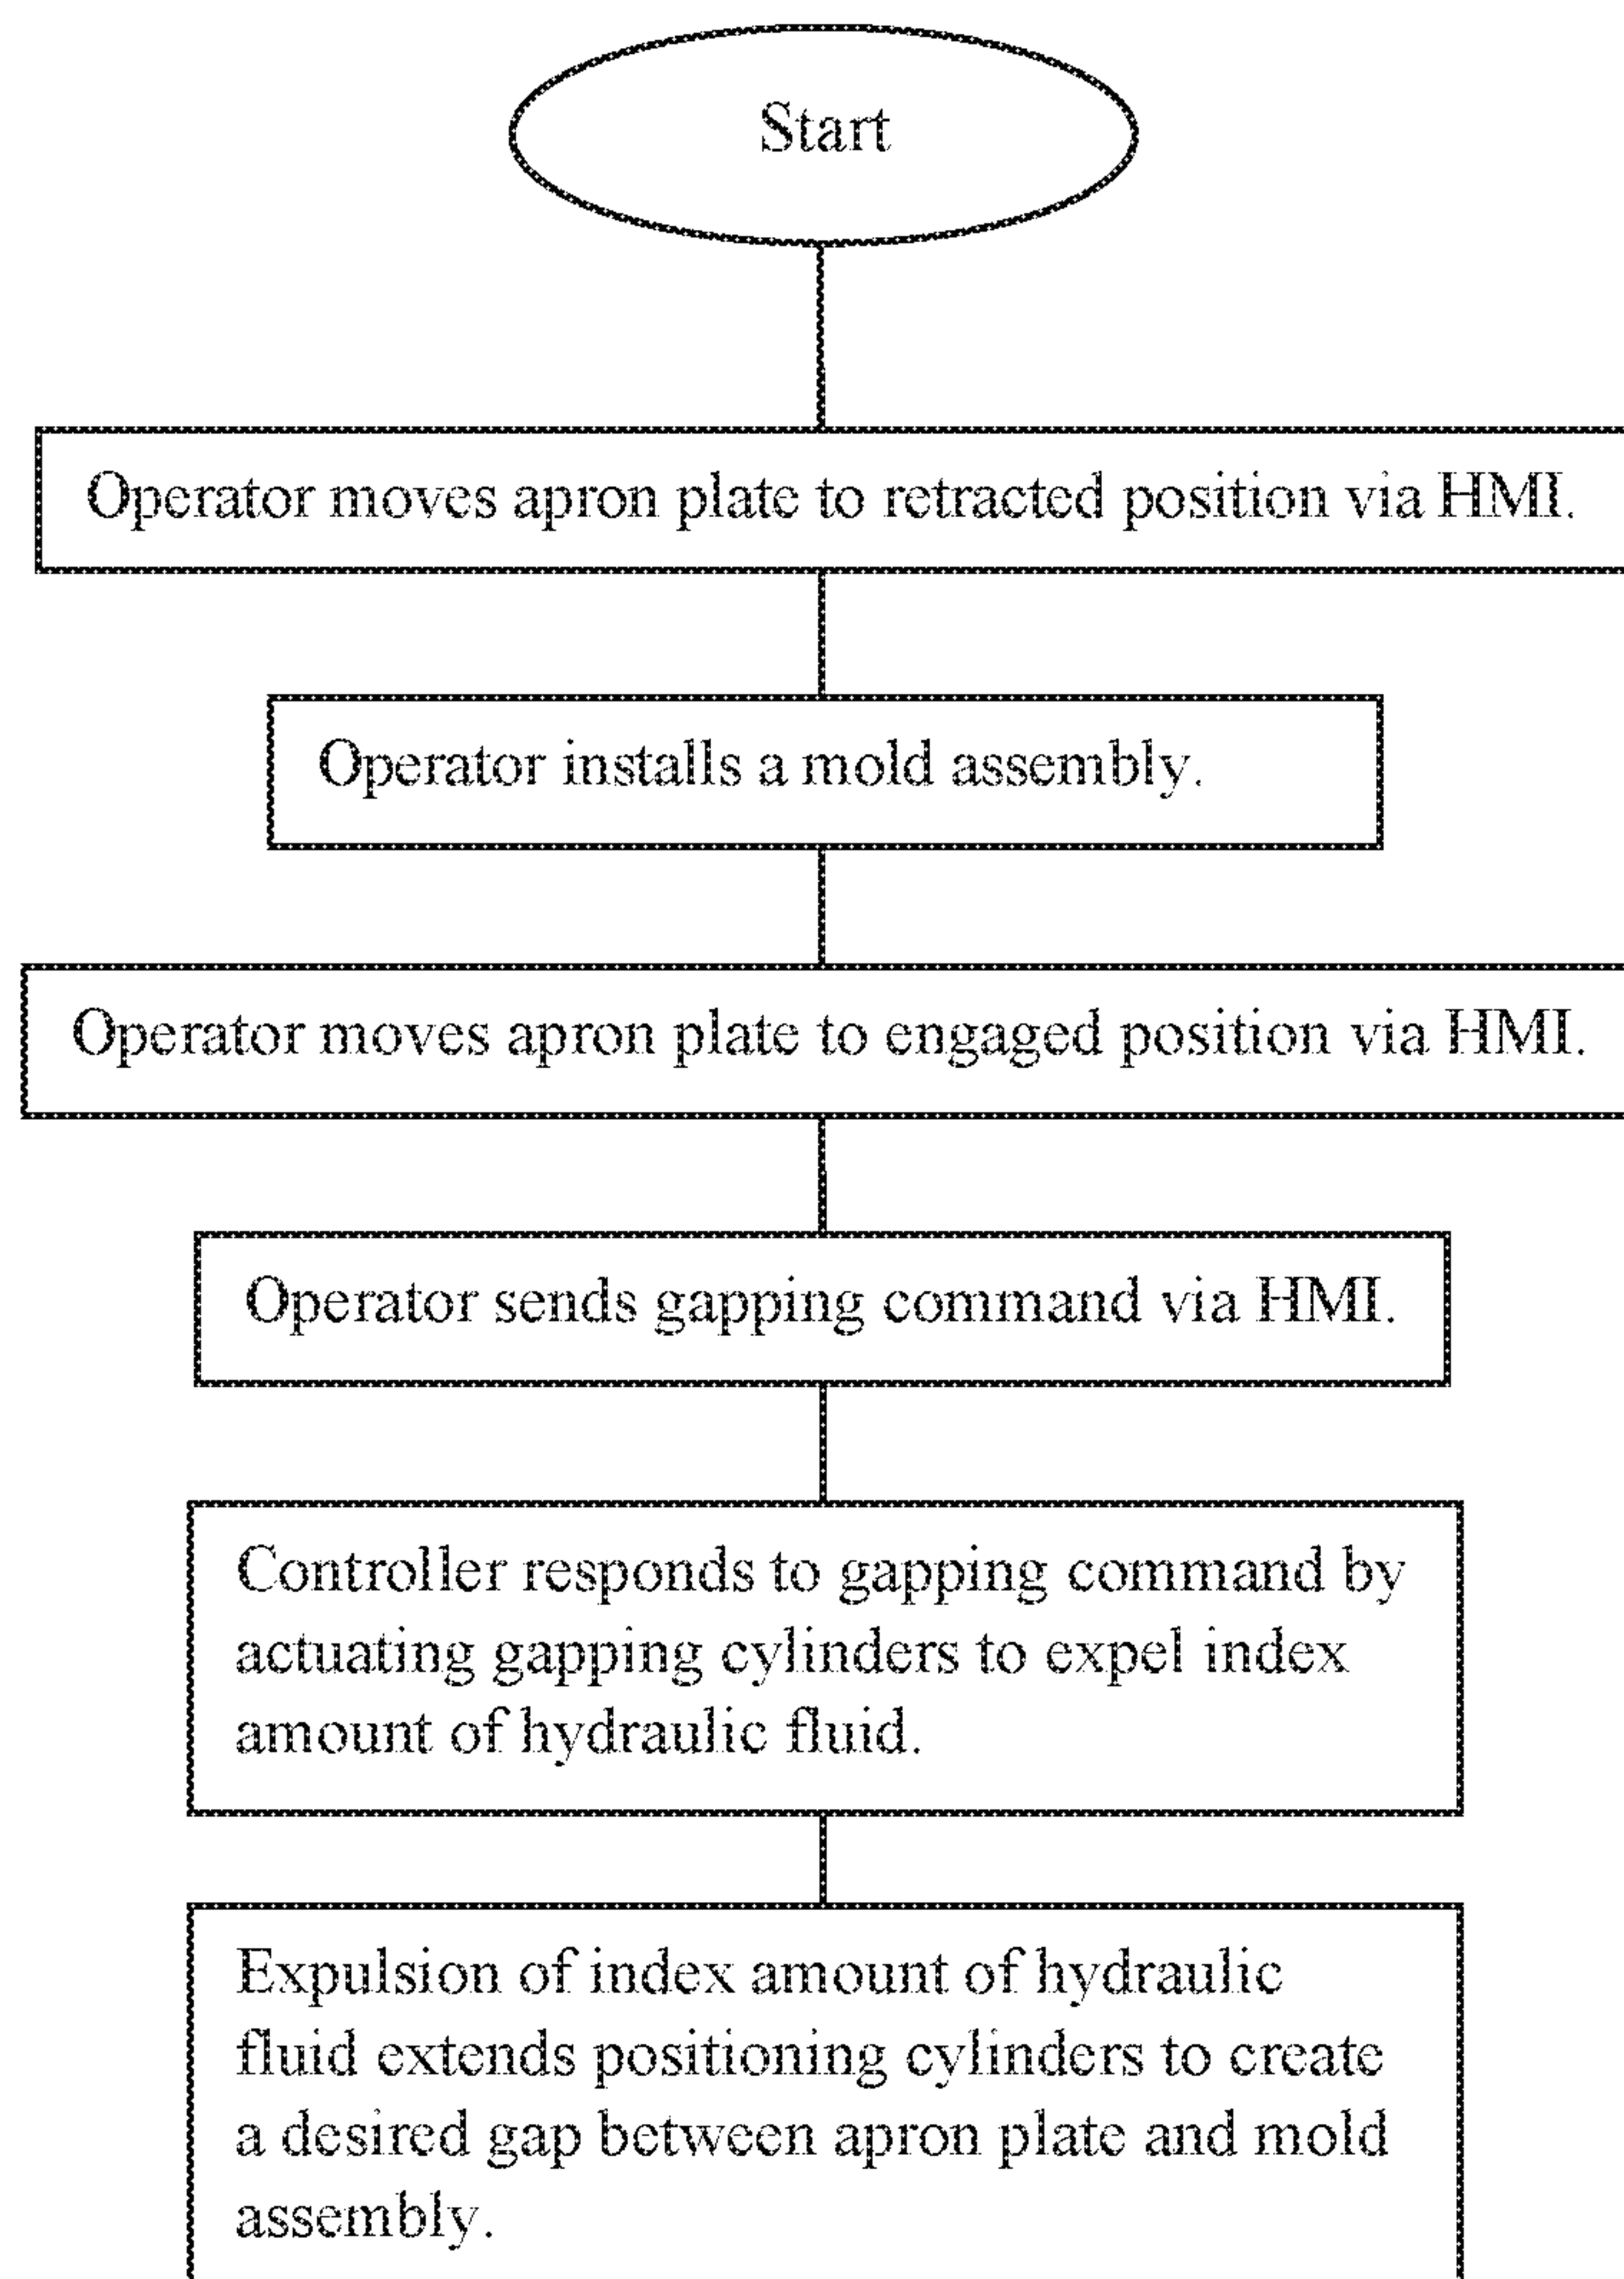 Start
Operator moves apron plate to retracted position via HMI.
Operator installs a mold assembly.
Operator moves apron plate to engaged position via HMI.
Operator sends gapping command via HMI.
Controller responds to gapping command by
actuating gapping cylinders to expel index
amount of hydraulic fluid.
Expulsion of index amount of hydraulic
fluid extends positioning cylinders to create
a desired gap between apron plate and mold
assembly.